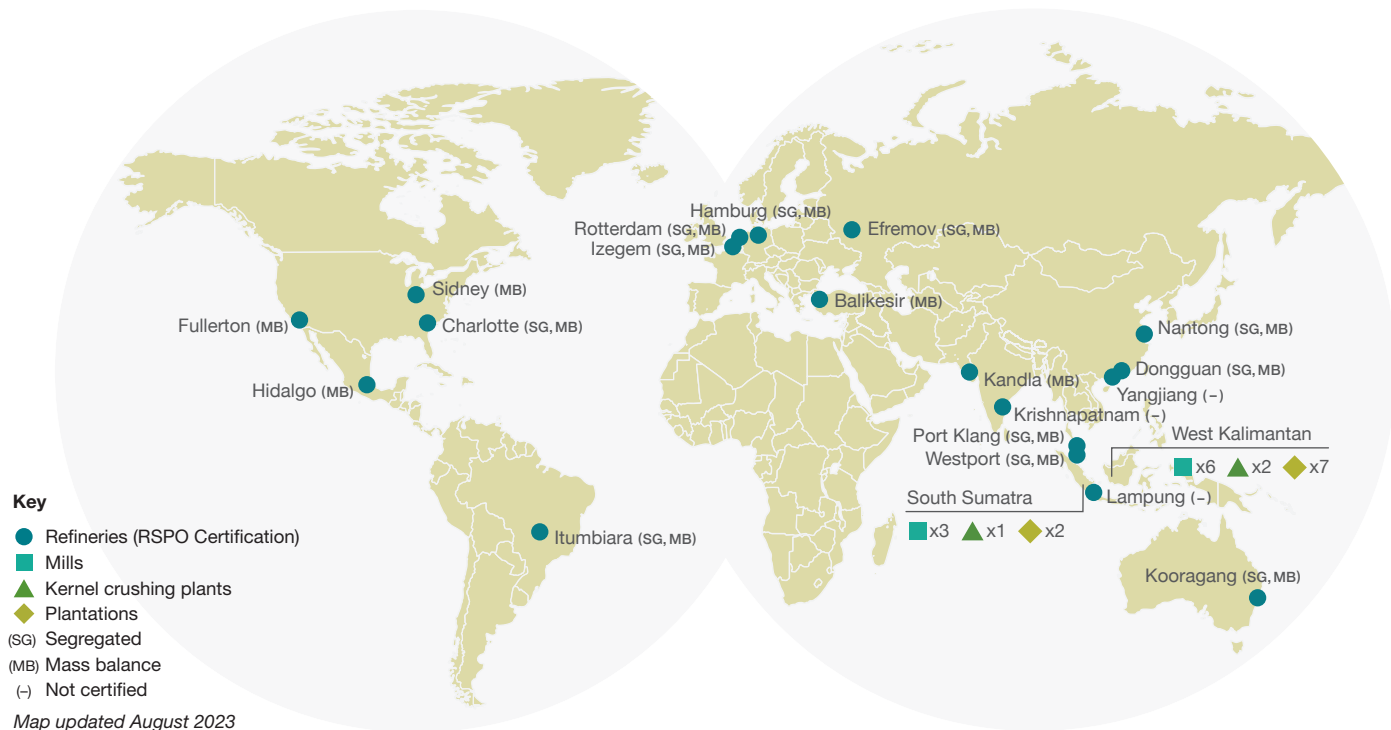 Hamburg (SG, MB)
Rotterdam (SG, MB)
Izegem (SG, MB)
Efremov (SG, MB)
Sidney (MB)
Balikesir (MB)
Fullerton (MB)
Charlotte (SG, MB)
Nantong (SG, MB)
Hidalgo (MB)
Kandla (MB)
Dongguan (SG, MB)
Yangjiang (–)
Krishnapatnam (–)
Port Klang (SG, MB)
Westport (SG, MB)
West Kalimantan
x6 x2 x7
South Sumatra
x3 x1 x2
Lampung (–)
Itumbiara (SG, MB)
Kooragang (SG, MB)
Key
Refineries (RSPO Certification)
Mills
Kernel crushing plants
Plantations
(SG) Segregated
(MB) Mass balance
(–) Not certified
Map updated August 2023